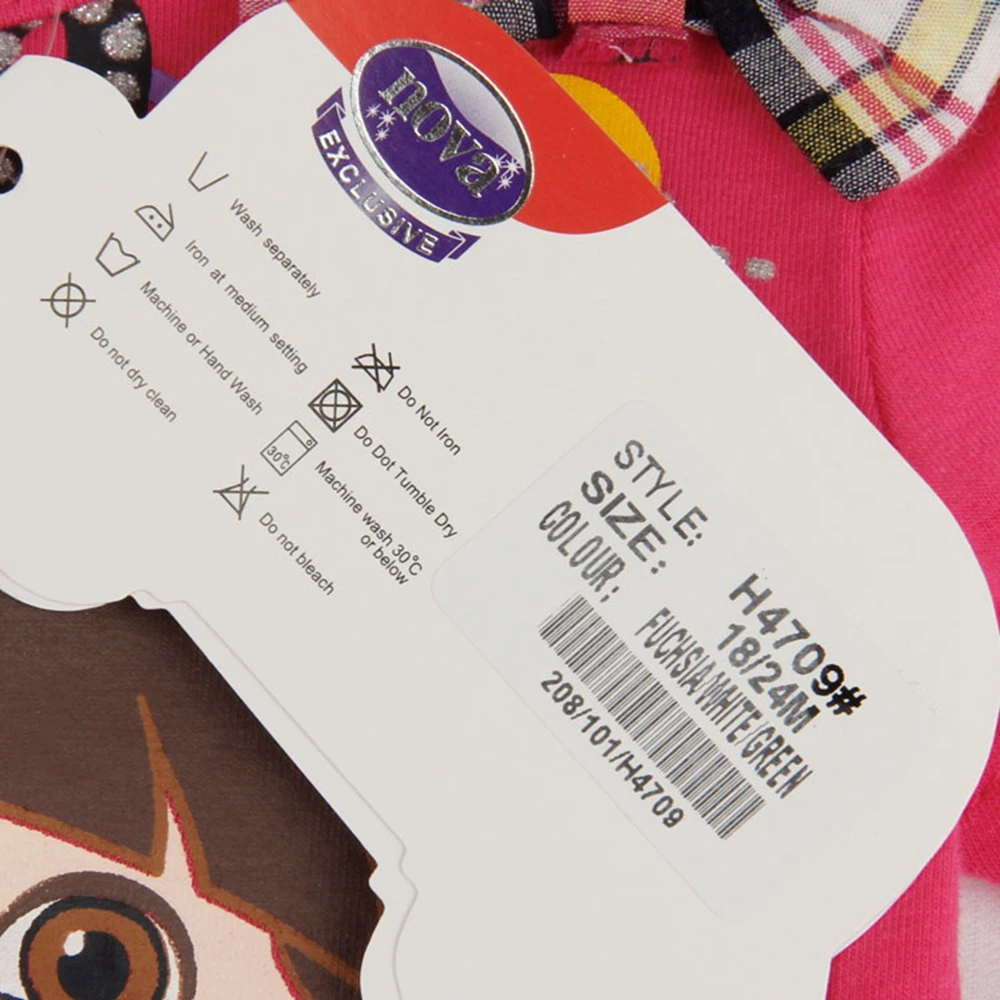 nova
EXCLUSIVE
Wash separately
Iron at medium setting
Machine or Hand Wash
Do not dry clean
Do Not Iron
Do Dot Tumble Dry
30°C
Machine wash 30°C
or below
Do not bleach
STYLE: H4709#
SIZE: 18/24M
COLOUR: FUCHSIA/WHITE/GREEN
208/101/H4709